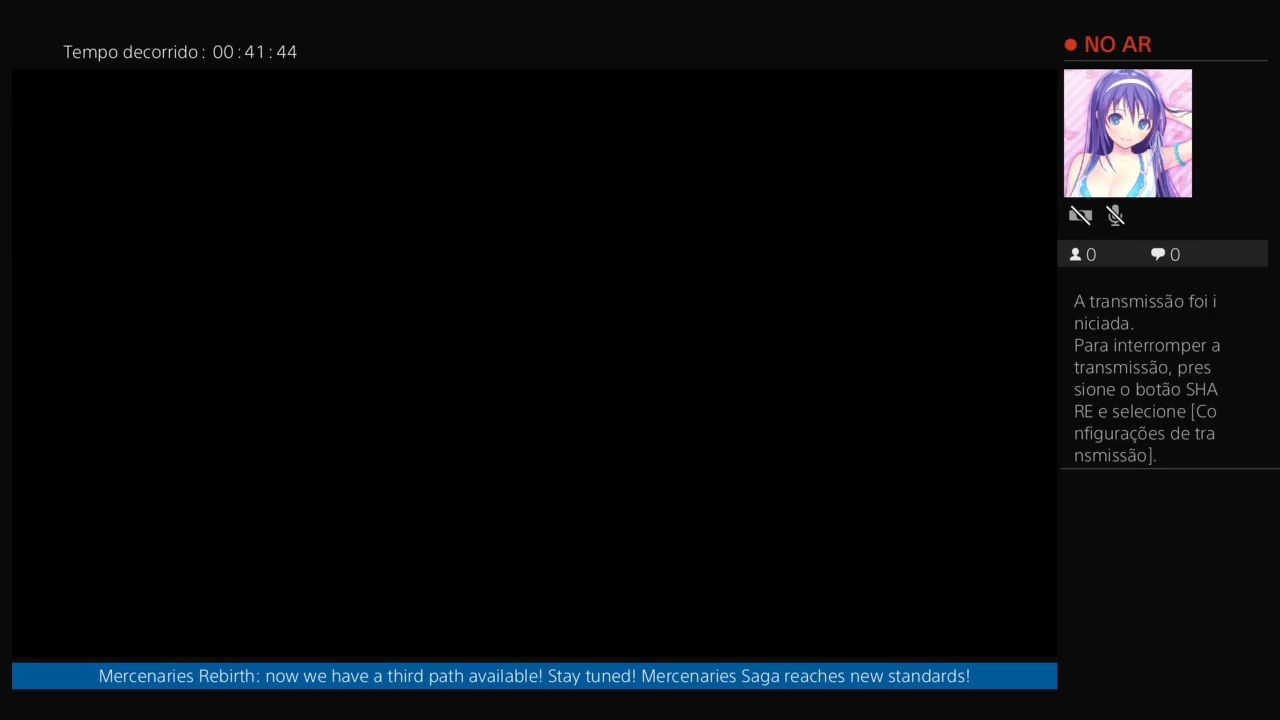 Tempo decorrido : 00 : 41 : 44
NO AR
0 0
A transmissão foi i
niciada.
Para interromper a
transmissão, pres
sione o botão SHA
RE e selecione [Co
nfigurações de tra
nsmissão].
Mercenaries Rebirth: now we have a third path available! Stay tuned! Mercenaries Saga reaches new standards!